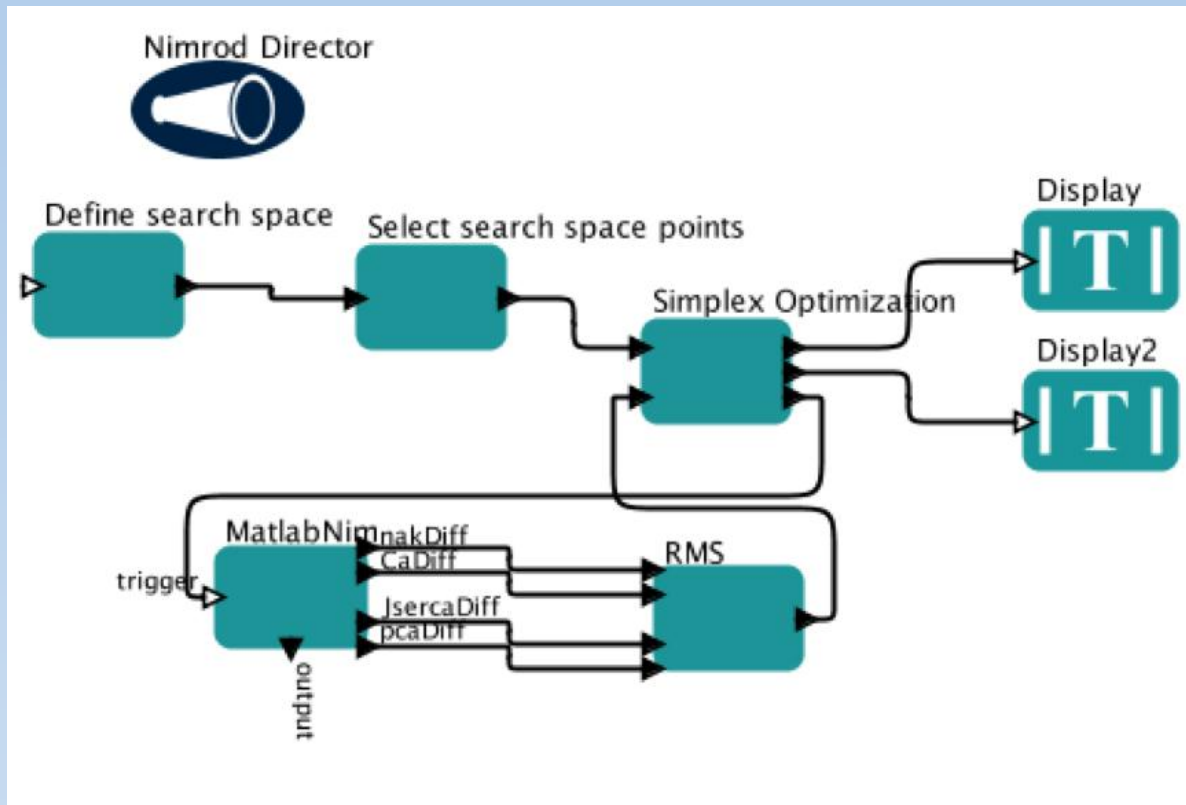 Nimrod Director
Define search space
Select search space points
Display
T
Simplex Optimization
Display2
T
MatlabNim
nakDiff
CaDiff
trigger
JsercaDiff
pcaDiff
output
RMS